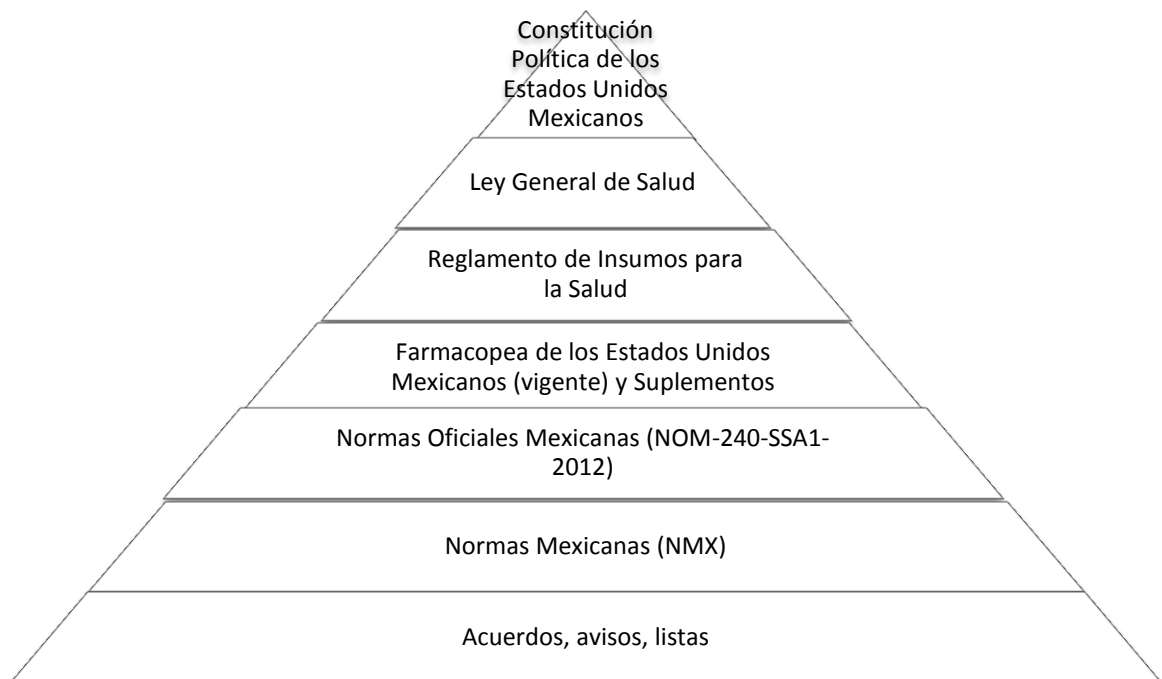 Constitución
Política de los
Estados Unidos
Mexicanos
Ley General de Salud
Reglamento de Insumos para
la Salud
Farmacopea de los Estados Unidos
Mexicanos (vigente) y Suplementos
Normas Oficiales Mexicanas (NOM-240-SSA1-
2012)
Normas Mexicanas (NMX)
Acuerdos, avisos, listas